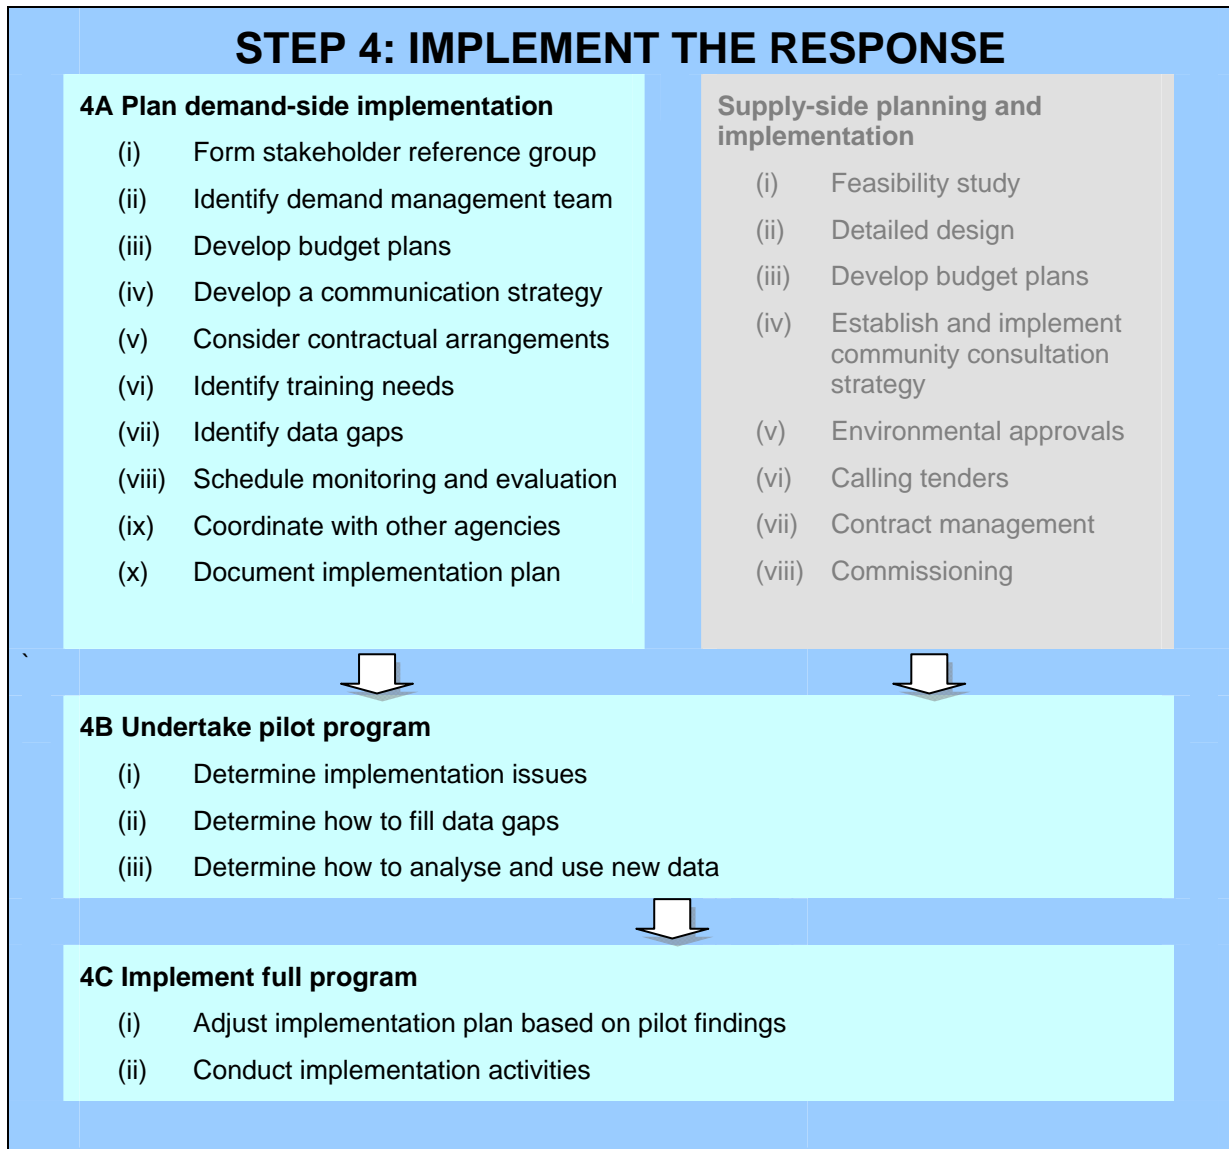 STEP 4: IMPLEMENT THE RESPONSE
4A Plan demand-side implementation
(i) Form stakeholder reference group
(ii) Identify demand management team
(iii) Develop budget plans
(iv) Develop a communication strategy
(v) Consider contractual arrangements
(vi) Identify training needs
(vii) Identify data gaps
(viii) Schedule monitoring and evaluation
(ix) Coordinate with other agencies
(x) Document implementation plan
Supply-side planning and
implementation
(i) Feasibility study
(ii) Detailed design
(iii) Develop budget plans
(iv) Establish and implement
community consultation
strategy
(v) Environmental approvals
(vi) Calling tenders
(vii) Contract management
(viii) Commissioning
`
4B Undertake pilot program
(i) Determine implementation issues
(ii) Determine how to fill data gaps
(iii) Determine how to analyse and use new data
4C Implement full program
(i) Adjust implementation plan based on pilot findings
(ii) Conduct implementation activities